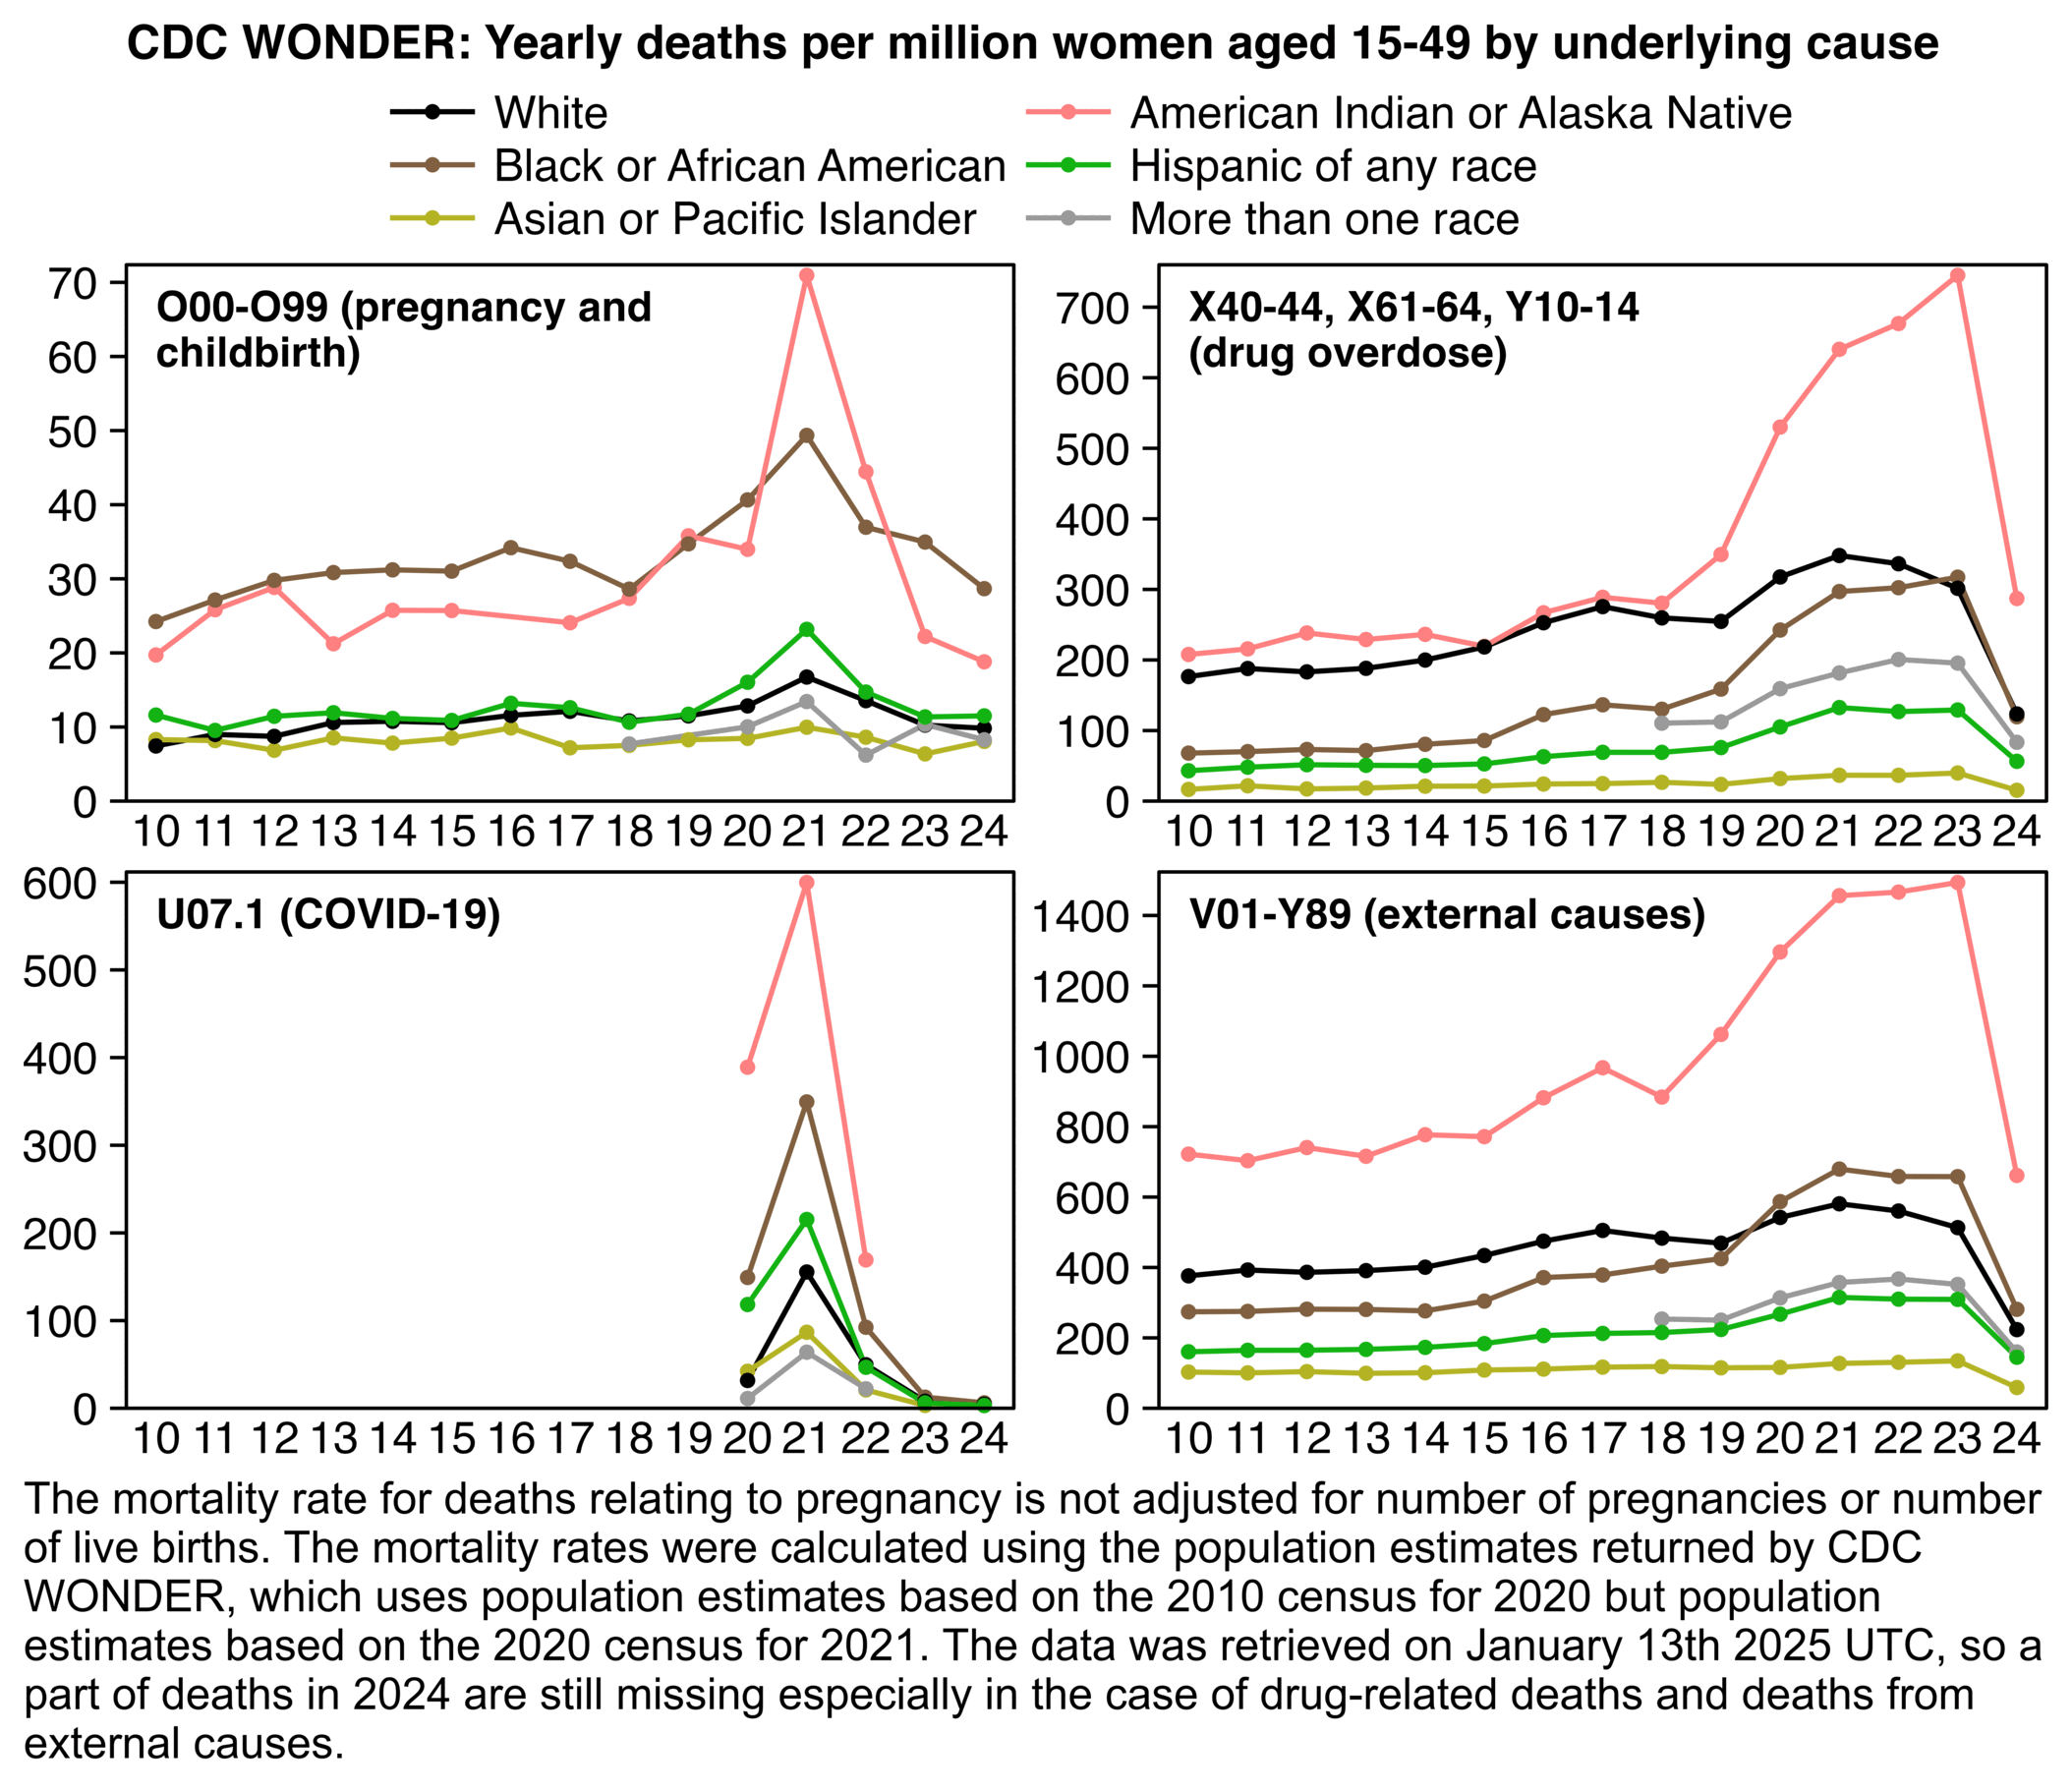 CDC WONDER: Yearly deaths per million women aged 15-49 by underlying cause
White
American Indian or Alaska Native
Black or African American
Hispanic of any race
Asian or Pacific Islander
More than one race
O00-O99 (pregnancy and
childbirth)
70
60
50
40
30
20
10
0
10 11 12 13 14 15 16 17 18 19 20 21 22 23 24
X40-44, X61-64, Y10-14
(drug overdose)
700
600
500
400
300
200
100
0
10 11 12 13 14 15 16 17 18 19 20 21 22 23 24
U07.1 (COVID-19)
600
500
400
300
200
100
0
10 11 12 13 14 15 16 17 18 19 20 21 22 23 24
V01-Y89 (external causes)
1400
1200
1000
800
600
400
200
0
10 11 12 13 14 15 16 17 18 19 20 21 22 23 24
The mortality rate for deaths relating to pregnancy is not adjusted for number of pregnancies or number
of live births. The mortality rates were calculated using the population estimates returned by CDC
WONDER, which uses population estimates based on the 2010 census for 2020 but population
estimates based on the 2020 census for 2021. The data was retrieved on January 13th 2025 UTC, so a
part of deaths in 2024 are still missing especially in the case of drug-related deaths and deaths from
external causes.